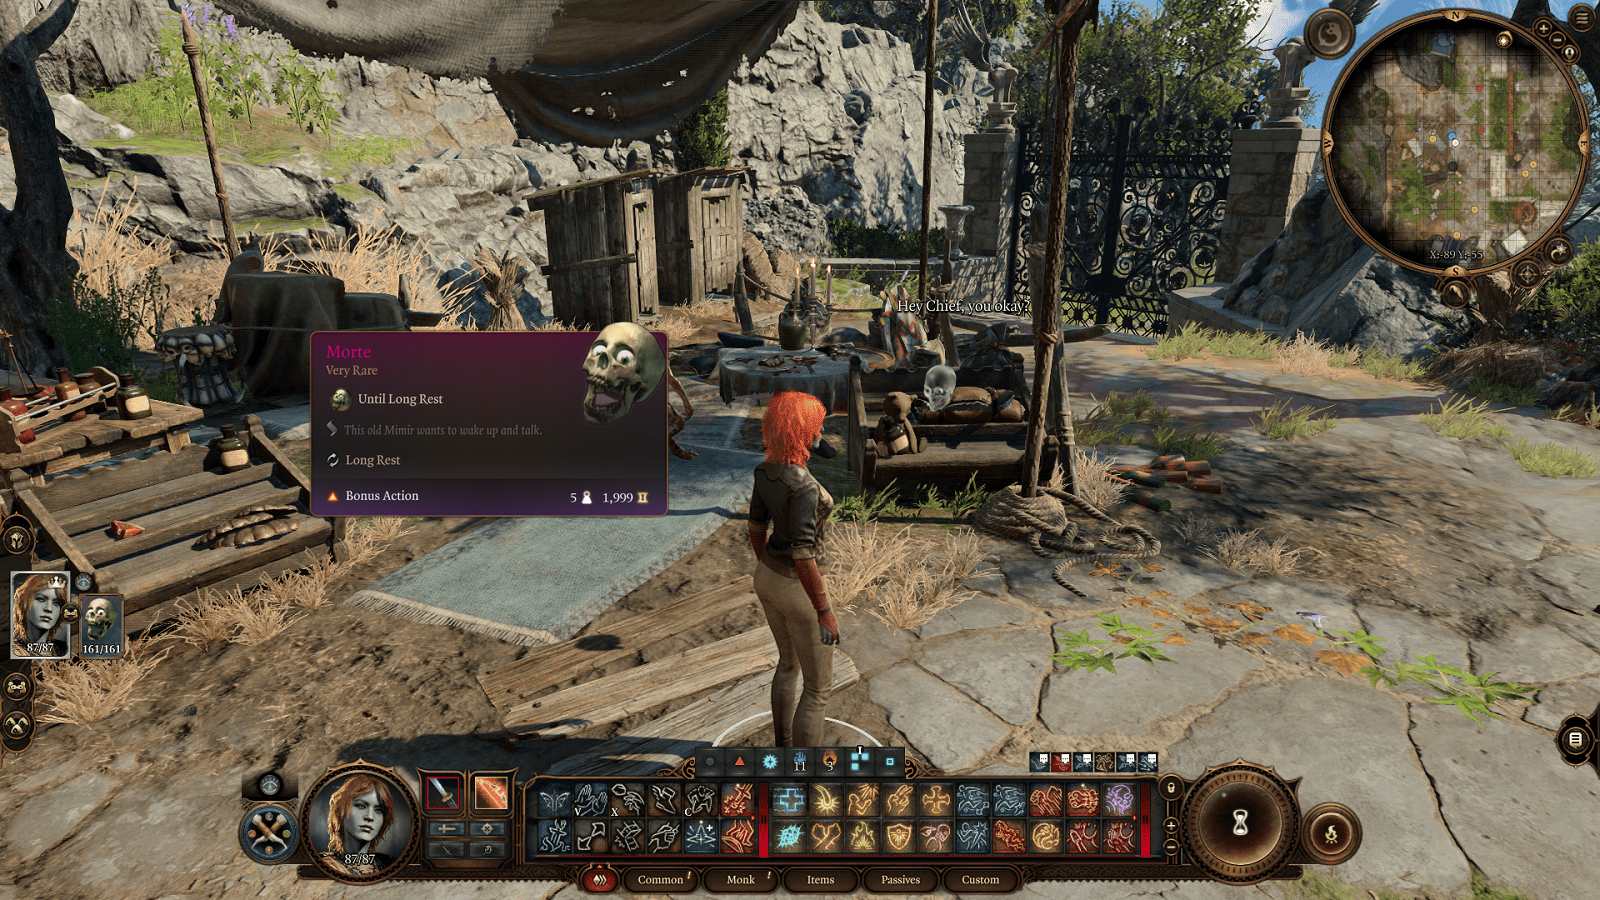 N
W
E
S
X:-89 Y:-55
Hey Chief, you okay?
Morte
Very Rare
Until Long Rest
This old Mimir wants to wake up and talk.
Long Rest
Bonus Action 5 1,999
87/87
161/161
11 3 I
V X C
87/87
Common ! Monk ! Items Passives Custom